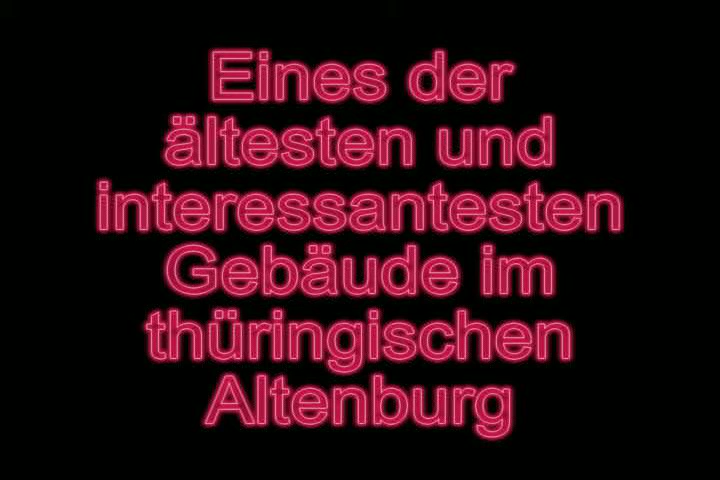 Eines der
ältesten und
interessantesten
Gebäude im
thüringischen
Altenburg